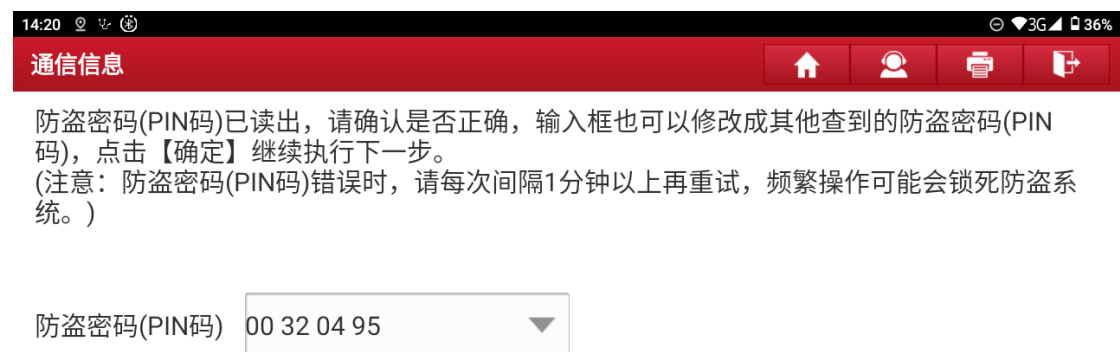 14:20 3G 36%
通信信息
防盗密码(PIN码)已读出，请确认是否正确，输入框也可以修改成其他查到的防盗密码(PIN
码)，点击【确定】继续执行下一步。
(注意：防盗密码(PIN码)错误时，请每次间隔1分钟以上再重试，频繁操作可能会锁死防盗系
统。)
防盗密码(PIN码) 00 32 04 95